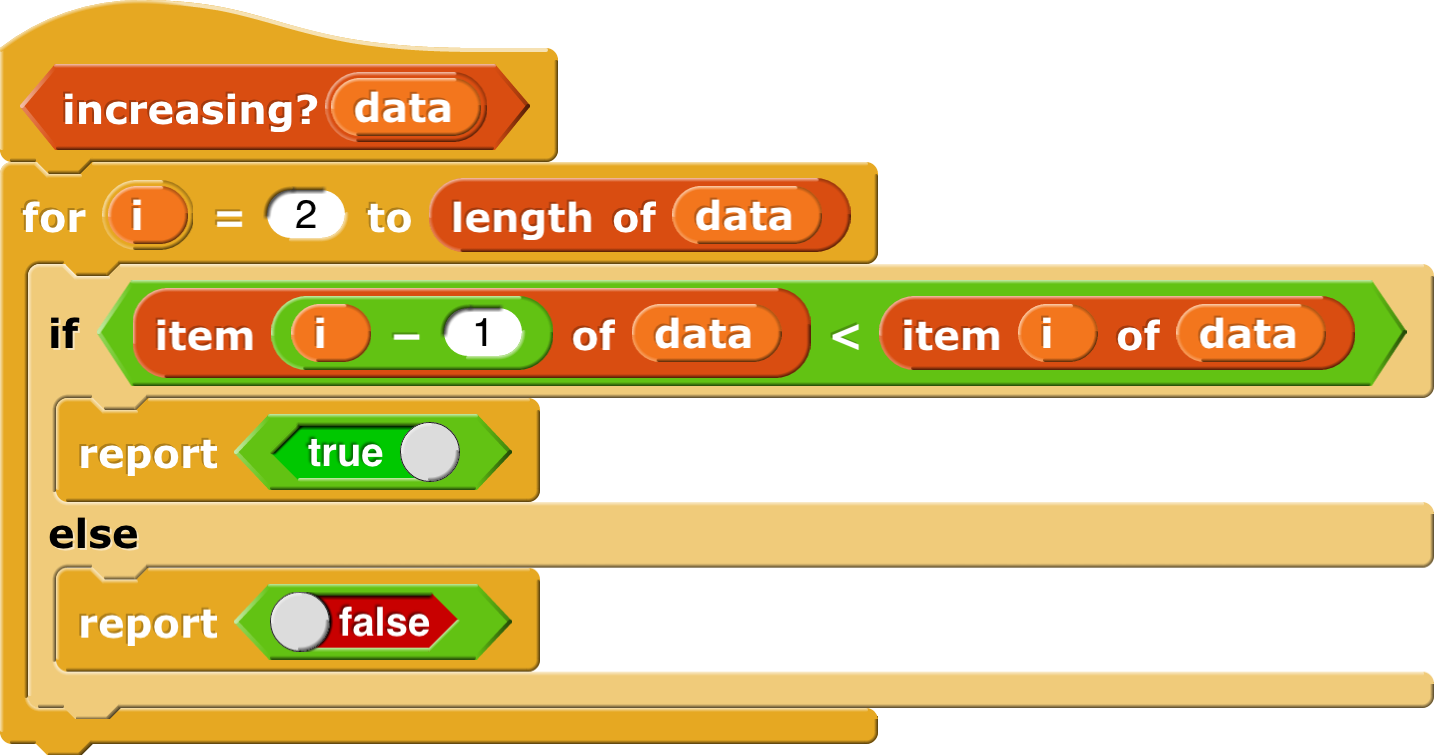 increasing? data
for i = 2 to length of data
if item i − 1 of data < item i of data
report true
else
report false